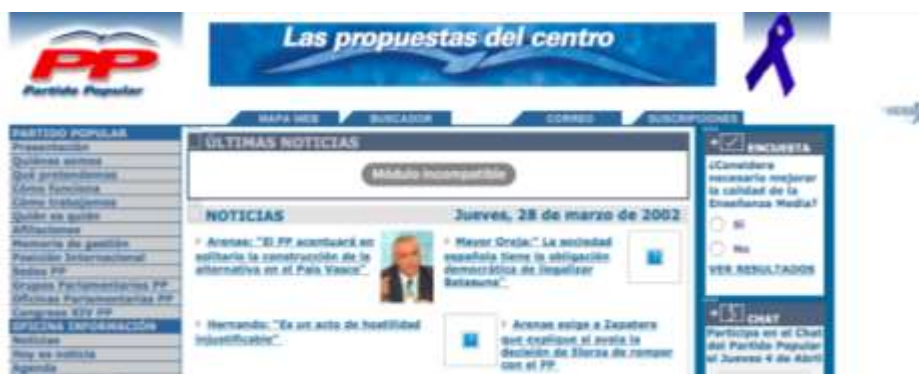 PP
Partido Popular
Las propuestas del centro
MAPA WEB
BUSCADOR
CORREO
SUSCRIPCIONES
PARTIDO POPULAR
Presentación
Quiénes somos
Qué pretendemos
Cómo funciona
Cómo trabajamos
Quién es quién
Afiliaciones
Memoria de gestión
Posición Internacional
Sedes PP
Grupos Parlamentarios PP
Oficinas Parlamentarias PP
Congreso XIV PP
OFICINA INFORMACIÓN
Noticias
Hoy es noticia
Agenda
ÚLTIMAS NOTICIAS
Módulo incompatible
NOTICIAS
Jueves, 28 de marzo de 2002
Arenas: "El PP acentuará en
solitario la construcción de la
alternativa en el País Vasco"
Mayor Oreja:" La sociedad
española tiene la obligación
democrática de ilegalizar
Batasuna"
Hernando: "Es un acto de hostilidad
injustificable"
Arenas exige a Zapatero
que explique si avala la
decisión de Elorza de romper
con el PP
ENCUESTA
¿Considera
necesario mejorar
la calidad de la
Enseñanza Media?
Sí
No
VER RESULTADOS
CHAT
Participa en el Chat
del Partido Popular
el Jueves 4 de Abril